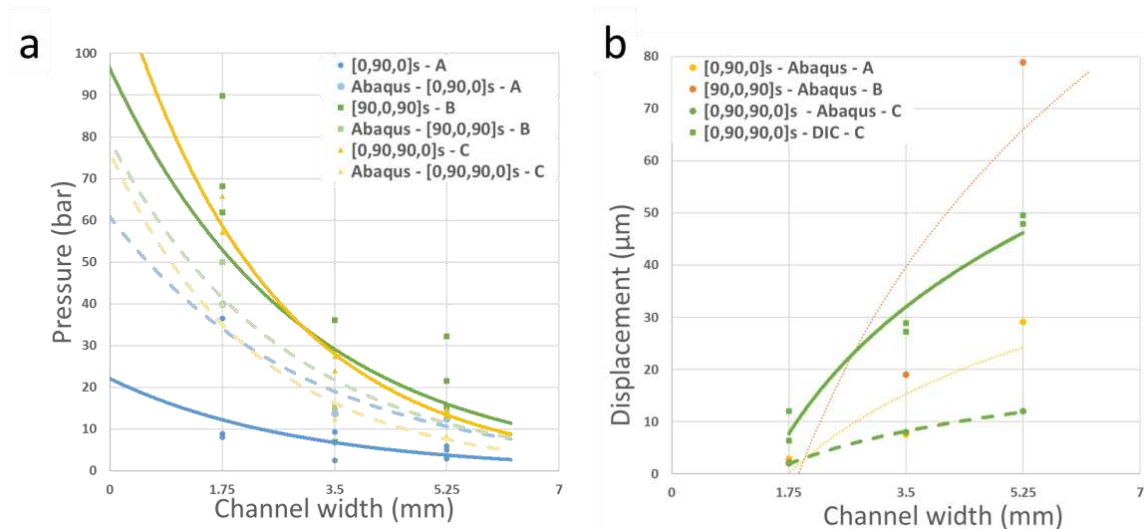 a
100
90
80
70
60
50
40
30
20
10
0
Pressure (bar)
[0,90,0]s - A
Abaqus - [0,90,0]s - A
[90,0,90]s - B
Abaqus - [90,0,90]s - B
[0,90,90,0]s - C
Abaqus - [0,90,90,0]s - C
0 1.75 3.5 5.25 7
Channel width (mm)
b
80
70
60
50
40
30
20
10
0
Displacement (µm)
[0,90,0]s - Abaqus - A
[90,0,90]s - Abaqus - B
[0,90,90,0]s - Abaqus - C
[0,90,90,0]s - DIC - C
0 1.75 3.5 5.25 7
Channel width (mm)